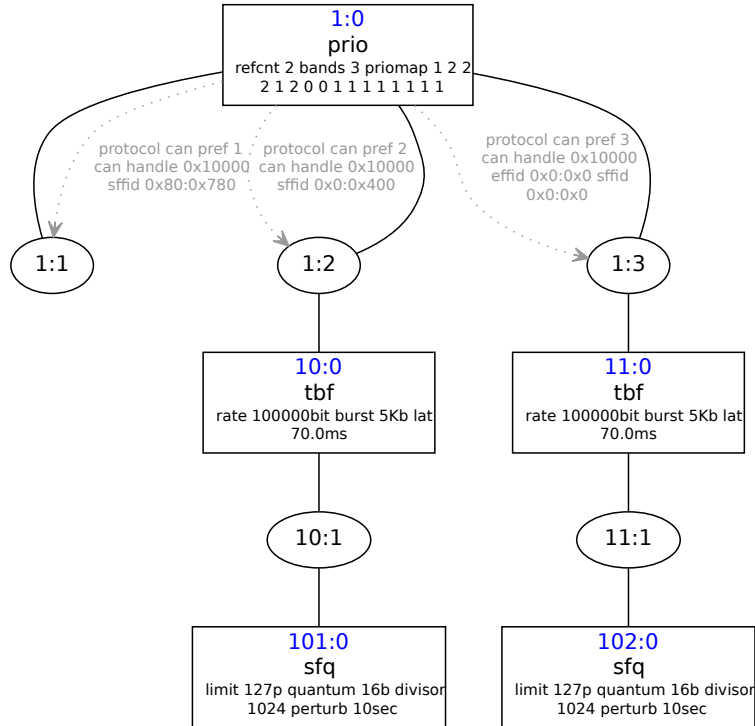 1:0
prio
refcnt 2 bands 3 priomap 1 2 2
2 1 2 0 0 1 1 1 1 1 1 1 1
protocol can pref 1
can handle 0x10000
sffid 0x80:0x780
protocol can pref 2
can handle 0x10000
sffid 0x0:0x400
protocol can pref 3
can handle 0x10000
effid 0x0:0x0 sffid
0x0:0x0
1:1
1:2
1:3
10:0
tbf
rate 100000bit burst 5Kb lat
70.0ms
11:0
tbf
rate 100000bit burst 5Kb lat
70.0ms
10:1
11:1
101:0
sfq
limit 127p quantum 16b divisor
1024 perturb 10sec
102:0
sfq
limit 127p quantum 16b divisor
1024 perturb 10sec